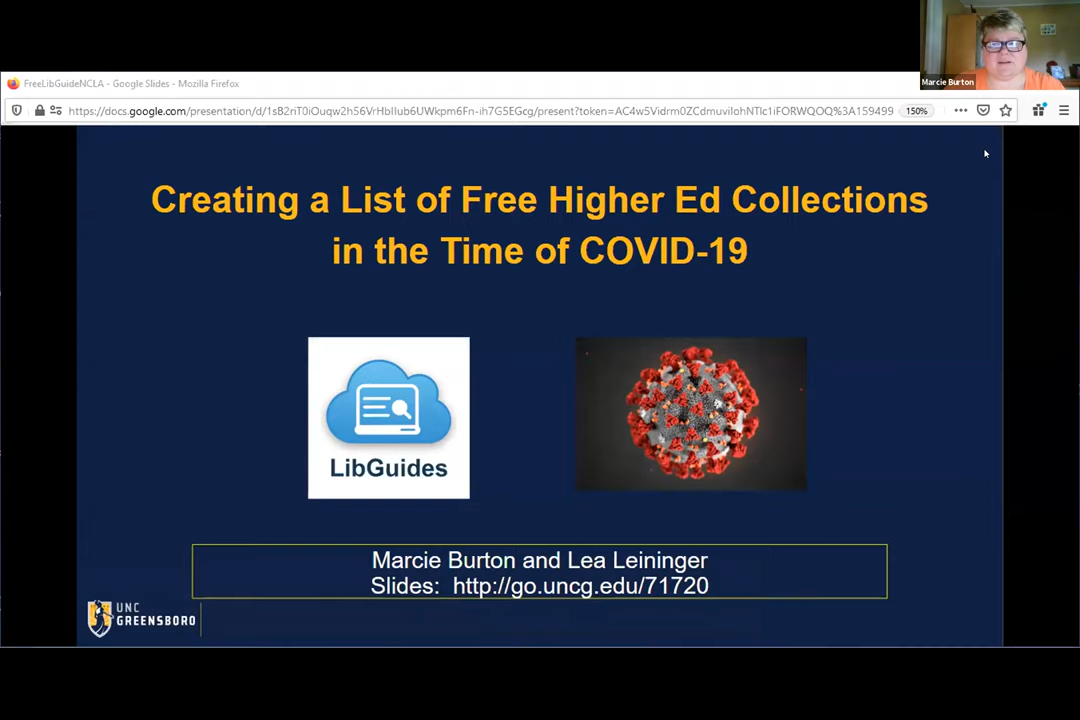 Marcie Burton
FreeLibGuideNCLA - Google Slides - Mozilla Firefox
150%
Creating a List of Free Higher Ed Collections
in the Time of COVID-19
LibGuides
Marcie Burton and Lea Leininger
Slides: http://go.uncg.edu/71720
UNC
GREENSBORO